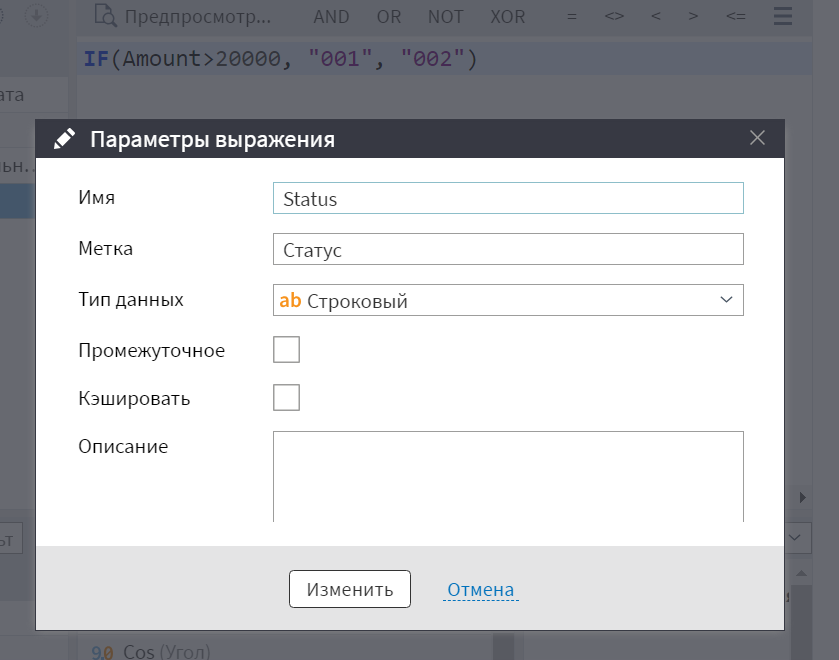 Предпросмотр... AND OR NOT XOR = <> < > <=
IF(Amount>20000, "001", "002")
ата
Параметры выражения
ьн..
Имя
Status
Метка
Статус
Тип данных
ab Строковый
Промежуточное
Кэшировать
Описание
ьт
Изменить Отмена
9.0 Cos (Угол)